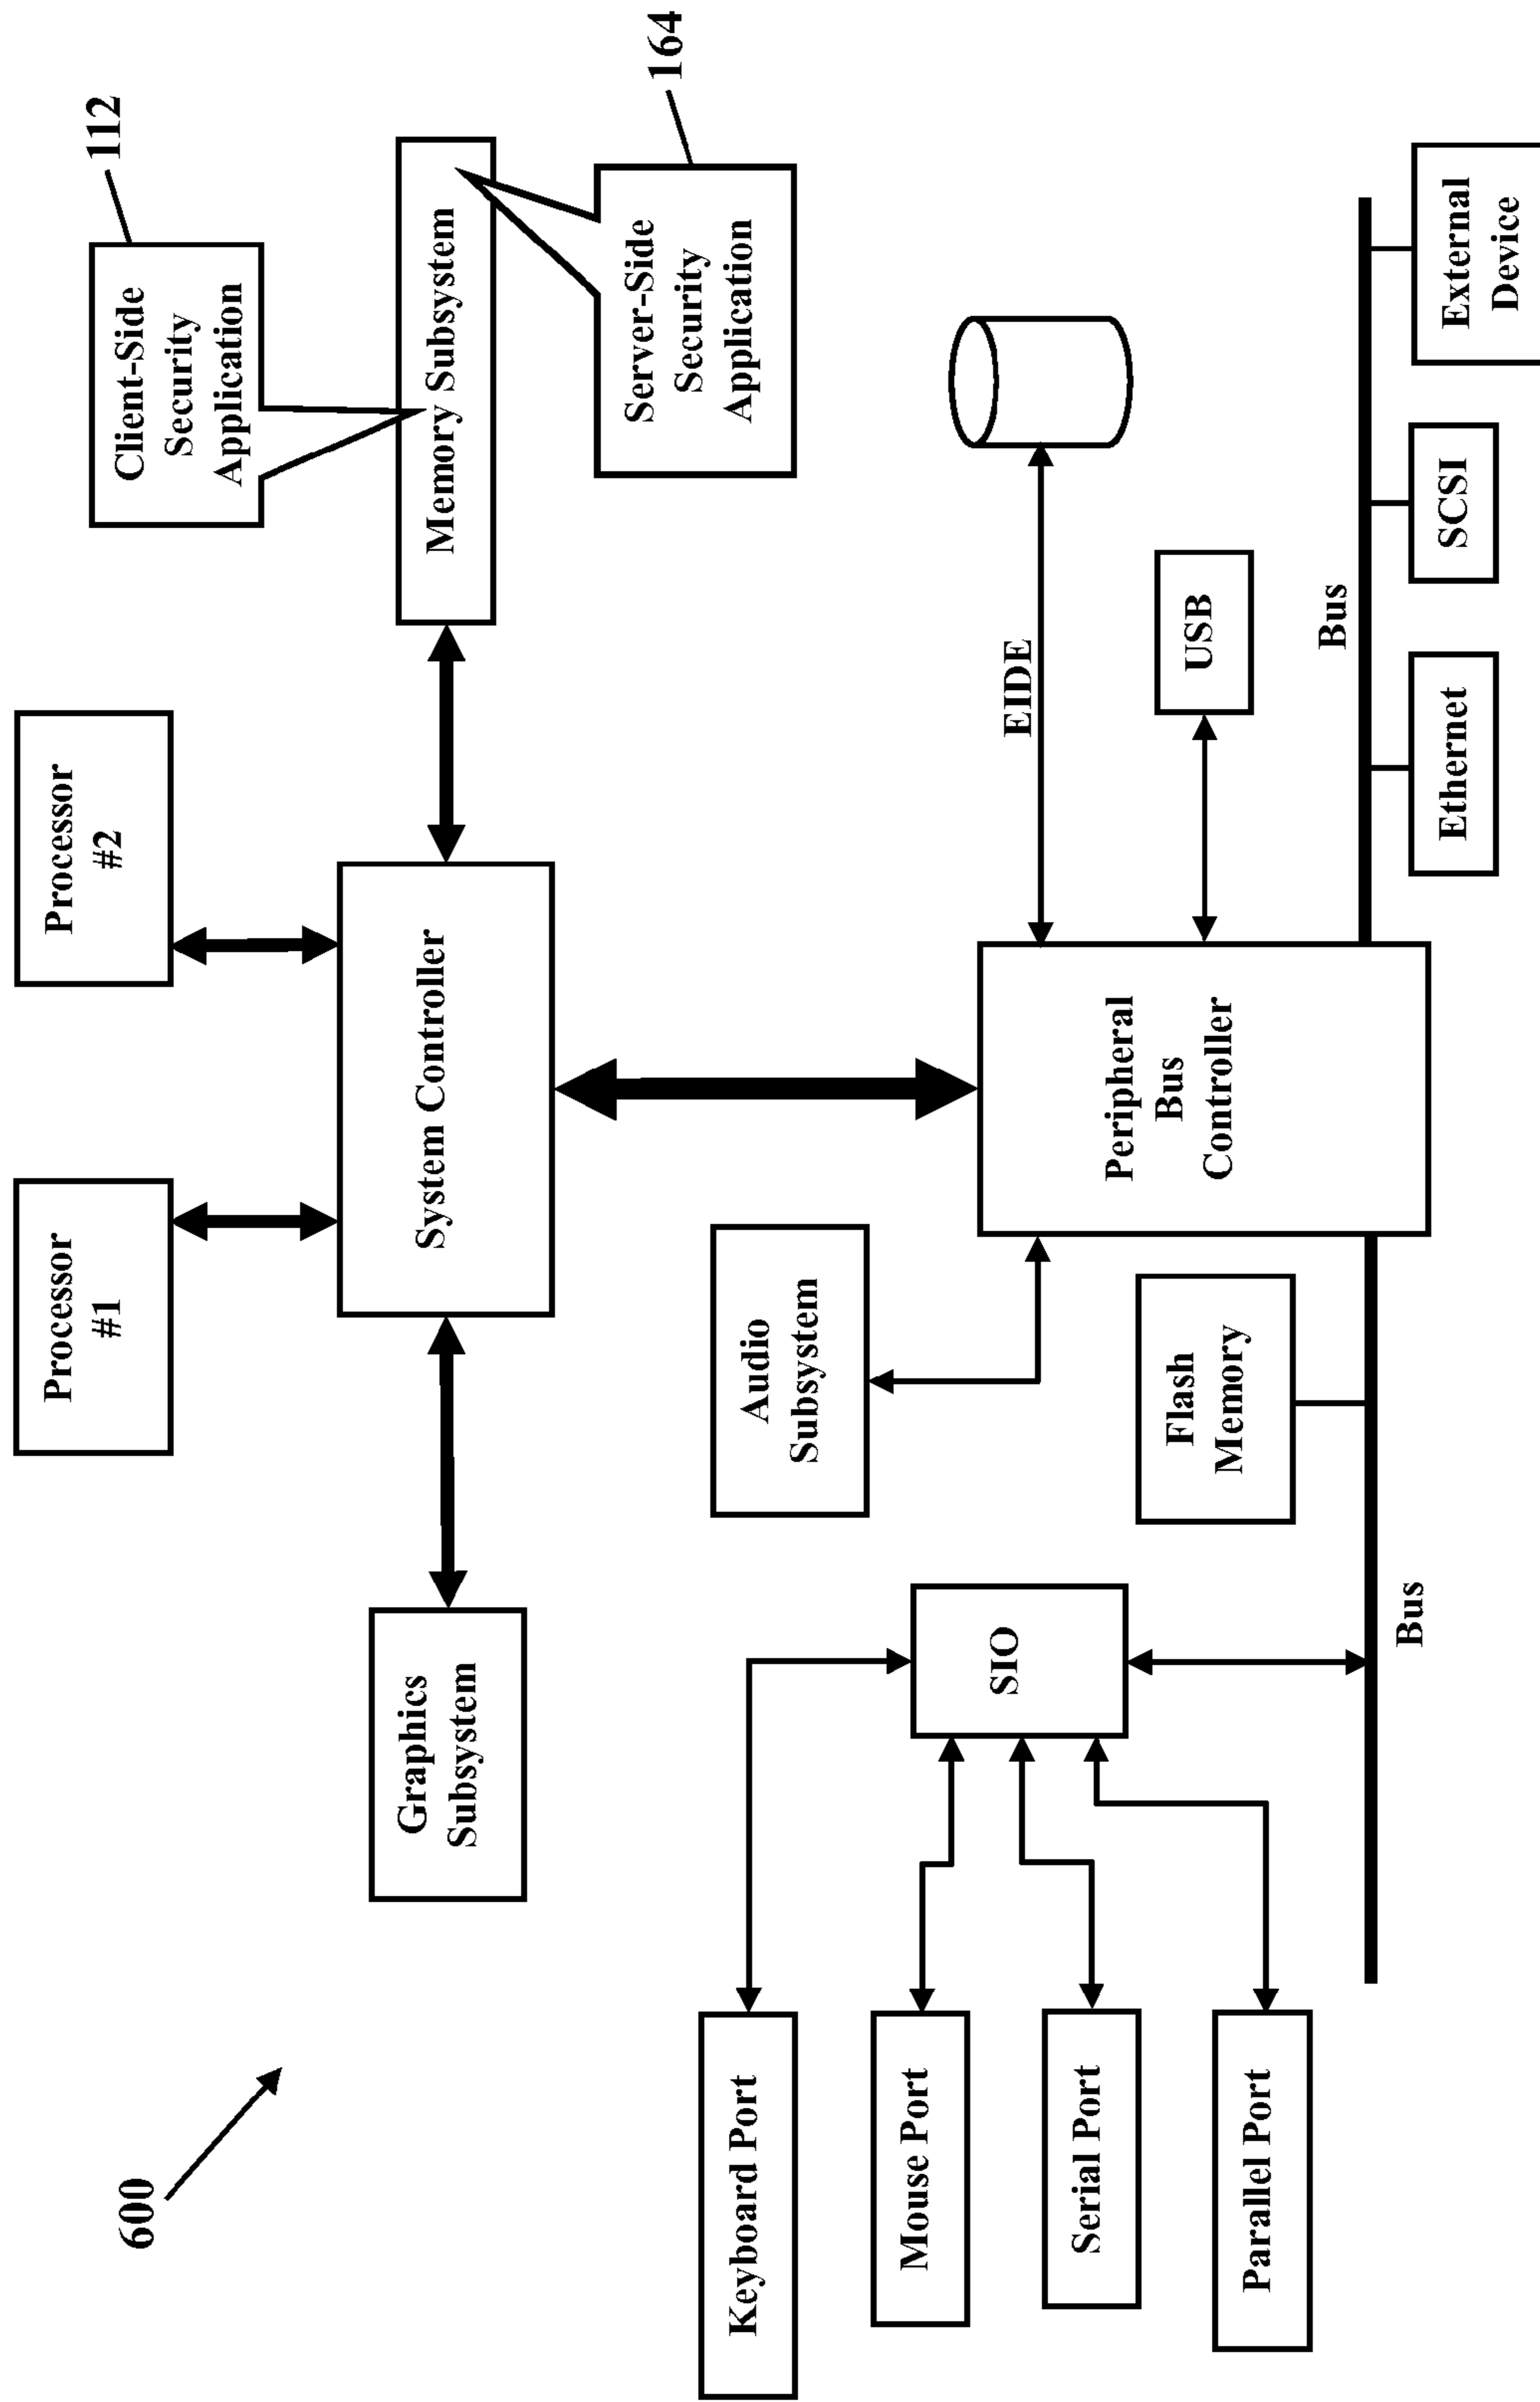 600
Processor
#1
Processor
#2
112
Client-Side
Security
Application
Graphics
Subsystem
System Controller
Memory Subsystem
164
Server-Side
Security
Application
Keyboard Port
Mouse Port
Serial Port
Parallel Port
SIO
Audio
Subsystem
Flash
Memory
Peripheral
Bus
Controller
EIDE
USB
Bus
Bus
Ethernet
SCSI
External
Device